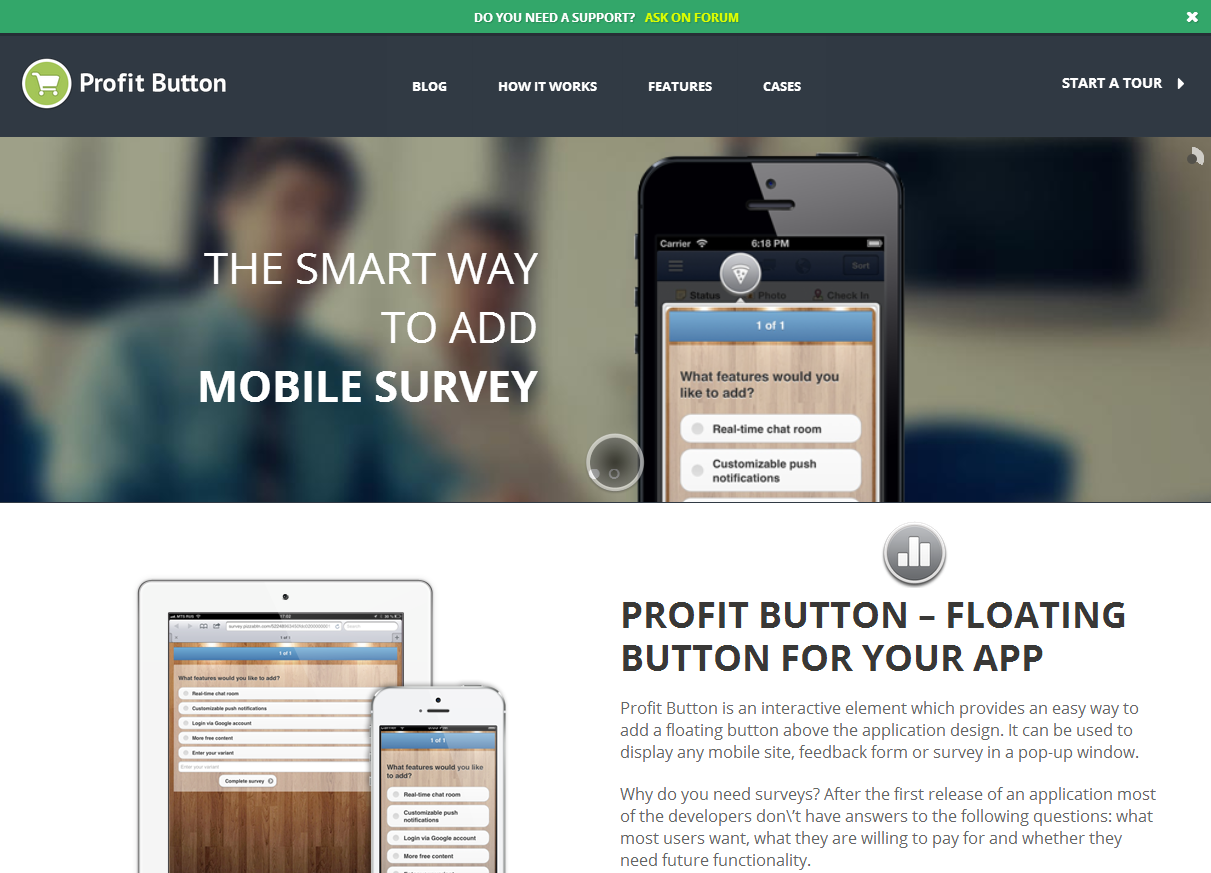 DO YOU NEED A SUPPORT? ASK ON FORUM
Profit Button
BLOG
HOW IT WORKS
FEATURES
CASES
START A TOUR
THE SMART WAY
TO ADD
MOBILE SURVEY
Carrier
6:18 PM
Sort
Status
Photo
Check In
1 of 1
What features would you
like to add?
Real-time chat room
Customizable push
notifications
PROFIT BUTTON – FLOATING
BUTTON FOR YOUR APP
Profit Button is an interactive element which provides an easy way to
add a floating button above the application design. It can be used to
display any mobile site, feedback form or survey in a pop-up window.
Why do you need surveys? After the first release of an application most
of the developers don\'t have answers to the following questions: what
most users want, what they are willing to pay for and whether they
need future functionality.
1 of 1
1 of 1
What features would you like to add?
Real-time chat room
Customizable push notifications
Login via Google account
More free content
Enter your variant
Enter your variant
Complete survey
1 of 1
What features would you like
to add?
Real-time chat room
Customizable push
notifications
Login via Google account
More free content